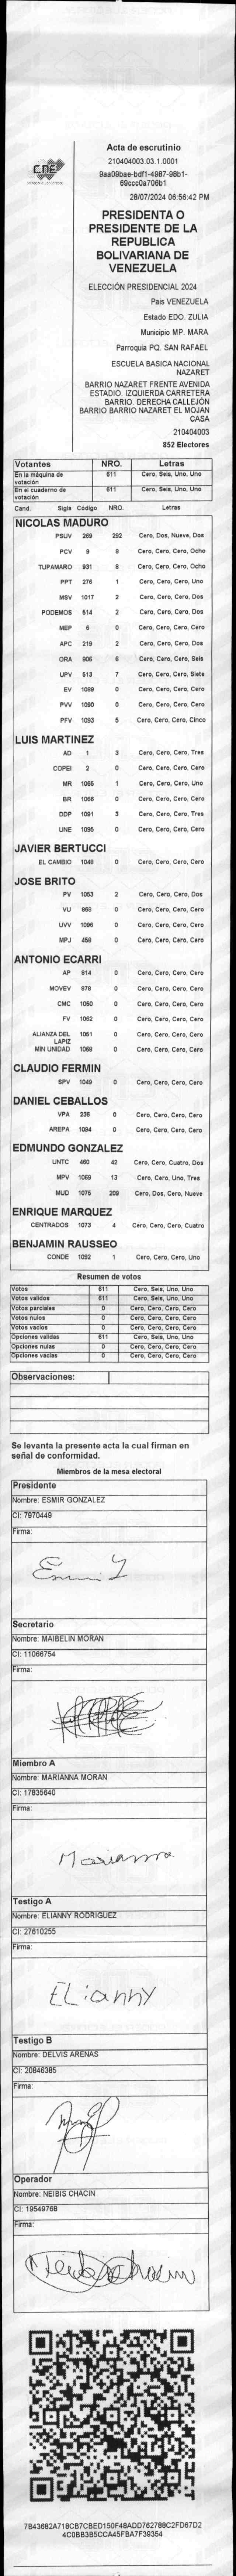 CNE
Acta de escrutinio
210404003.03.1.0001
9aa09bae-bdf1-4987-98b1-
69ccc0a706b1
28/07/2024 06:56:42 PM
PRESIDENTA O
PRESIDENTE DE LA
REPUBLICA
BOLIVARIANA DE
VENEZUELA
ELECCIÓN PRESIDENCIAL 2024
Pais VENEZUELA
Estado EDO. ZULIA
Municipio MP. MARA
Parroquia PQ. SAN RAFAEL
ESCUELA BASICA NACIONAL
NAZARET
BARRIO NAZARET FRENTE AVENIDA
ESTADIO. IZQUIERDA CARRETERA
BARRIO. DERECHA CALLEJÓN
BARRIO BARRIO NAZARET EL MOJAN
CASA
210404003
852 Electores
Votantes NRO. Letras
En la máquina de votación 611 Cero, Seis, Uno, Uno
En el cuaderno de votación 611 Cero, Seis, Uno, Uno
Cand. Sigla Código NRO. Letras
NICOLAS MADURO
PSUV 269 292 Cero, Dos, Nueve, Dos
PCV 9 8 Cero, Cero, Cero, Ocho
TUPAMARO 931 8 Cero, Cero, Cero, Ocho
PPT 276 1 Cero, Cero, Cero, Uno
MSV 1017 2 Cero, Cero, Cero, Dos
PODEMOS 514 2 Cero, Cero, Cero, Dos
MEP 6 0 Cero, Cero, Cero, Cero
APC 219 2 Cero, Cero, Cero, Dos
ORA 906 6 Cero, Cero, Cero, Seis
UPV 513 7 Cero, Cero, Cero, Siete
EV 1089 0 Cero, Cero, Cero, Cero
PVV 1090 0 Cero, Cero, Cero, Cero
PFV 1093 5 Cero, Cero, Cero, Cinco
LUIS MARTINEZ
AD 1 3 Cero, Cero, Cero, Tres
COPEI 2 0 Cero, Cero, Cero, Cero
MR 1065 1 Cero, Cero, Cero, Uno
BR 1066 0 Cero, Cero, Cero, Cero
DDP 1091 3 Cero, Cero, Cero, Tres
UNE 1095 0 Cero, Cero, Cero, Cero
JAVIER BERTUCCI
EL CAMBIO 1048 0 Cero, Cero, Cero, Cero
JOSE BRITO
PV 1053 2 Cero, Cero, Cero, Dos
VU 868 0 Cero, Cero, Cero, Cero
UVV 1096 0 Cero, Cero, Cero, Cero
MPJ 458 0 Cero, Cero, Cero, Cero
ANTONIO ECARRI
AP 814 0 Cero, Cero, Cero, Cero
MOVEV 878 0 Cero, Cero, Cero, Cero
CMC 1050 0 Cero, Cero, Cero, Cero
FV 1062 0 Cero, Cero, Cero, Cero
ALIANZA DEL LAPIZ 1051 0 Cero, Cero, Cero, Cero
MIN UNIDAD 1058 0 Cero, Cero, Cero, Cero
CLAUDIO FERMIN
SPV 1049 0 Cero, Cero, Cero, Cero
DANIEL CEBALLOS
VPA 236 0 Cero, Cero, Cero, Cero
AREPA 1094 0 Cero, Cero, Cero, Cero
EDMUNDO GONZALEZ
UNTC 460 42 Cero, Cero, Cuatro, Dos
MPV 1069 13 Cero, Cero, Uno, Tres
MUD 1075 209 Cero, Dos, Cero, Nueve
ENRIQUE MARQUEZ
CENTRADOS 1073 4 Cero, Cero, Cero, Cuatro
BENJAMIN RAUSSEO
CONDE 1092 1 Cero, Cero, Cero, Uno
Resumen de votos
Votos 611 Cero, Seis, Uno, Uno
Votos validos 611 Cero, Seis, Uno, Uno
Votos parciales 0 Cero, Cero, Cero, Cero
Votos nulos 0 Cero, Cero, Cero, Cero
Votos vacios 0 Cero, Cero, Cero, Cero
Opciones validas 611 Cero, Seis, Uno, Uno
Opciones nulas 0 Cero, Cero, Cero, Cero
Opciones vacias 0 Cero, Cero, Cero, Cero
Observaciones:
Se levanta la presente acta la cual firman en
señal de conformidad.
Miembros de la mesa electoral
Presidente
Nombre: ESMIR GONZALEZ
CI: 7970449
Firma:
Secretario
Nombre: MAIBELIN MORAN
CI: 11066754
Firma:
Miembro A
Nombre: MARIANNA MORAN
CI: 17835640
Firma:
Marianna
Testigo A
Nombre: ELIANNY RODRIGUEZ
CI: 27610255
Firma:
ELianny
Testigo B
Nombre: DELVIS ARENAS
CI: 20846385
Firma:
Operador
Nombre: NEIBIS CHACIN
CI: 19549768
Firma:
Neibis Chacin
7B43682A718CB7CBED150F48ADD762788C2FD67D2
4C0BB3B5CCA45FBA7F39354